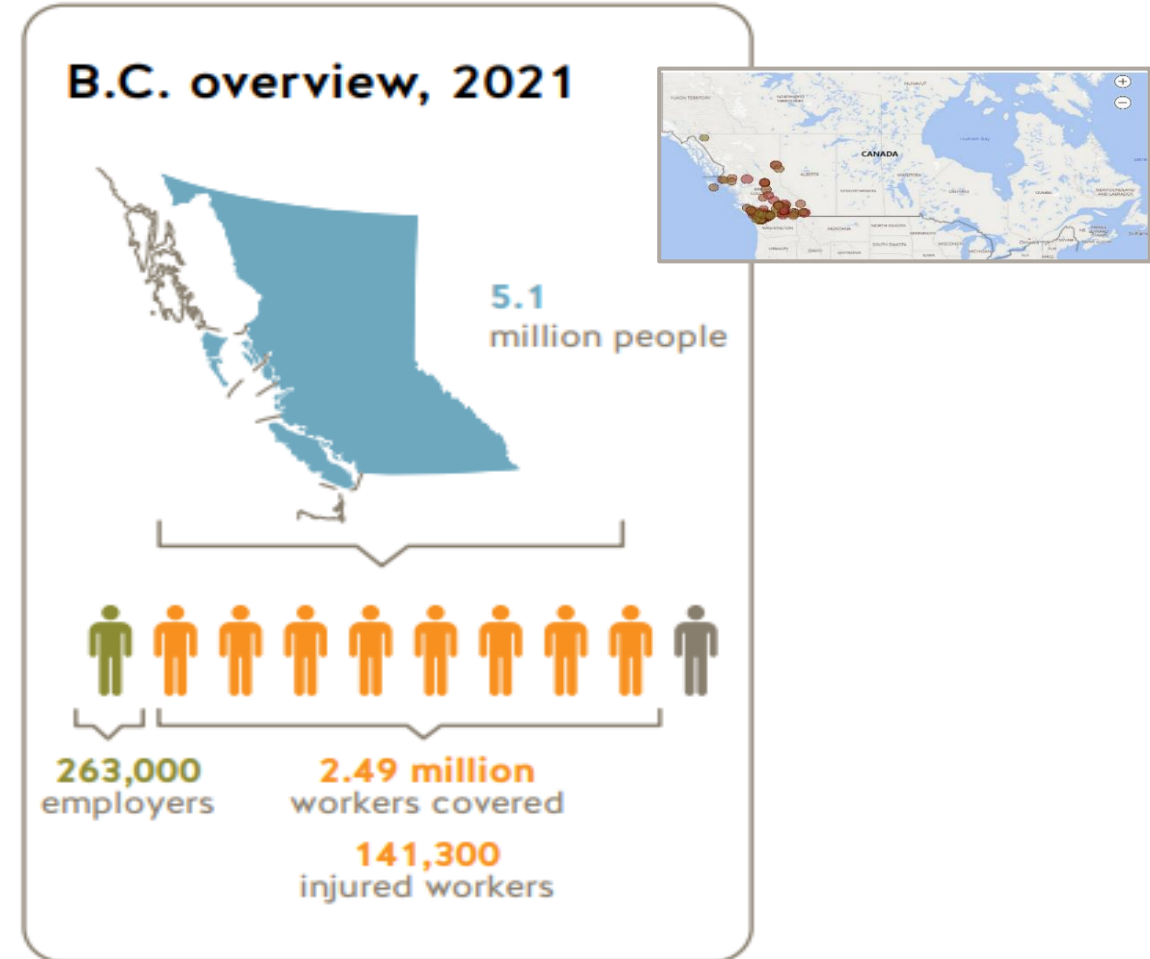 B.C. overview, 2021
CANADA
5.1
million people
263,000
employers
2.49 million
workers covered
141,300
injured workers